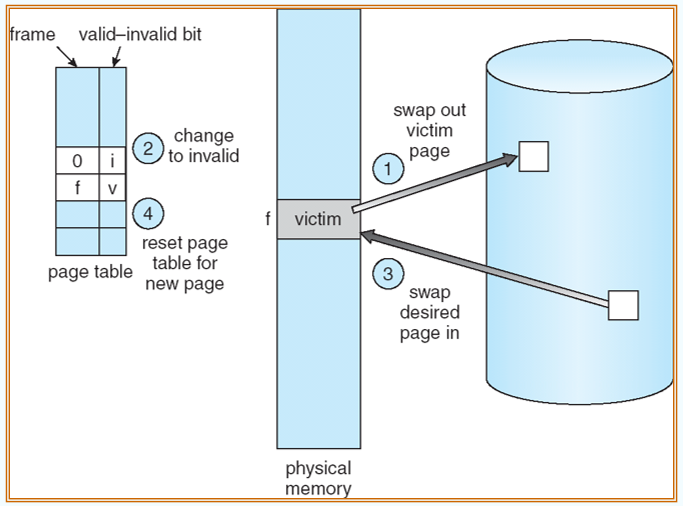 frame valid–invalid bit
0 i
f v
2 change
to invalid
4
reset page
table for
new page
page table
swap out
victim
page
1
f victim
3
swap
desired
page in
physical
memory